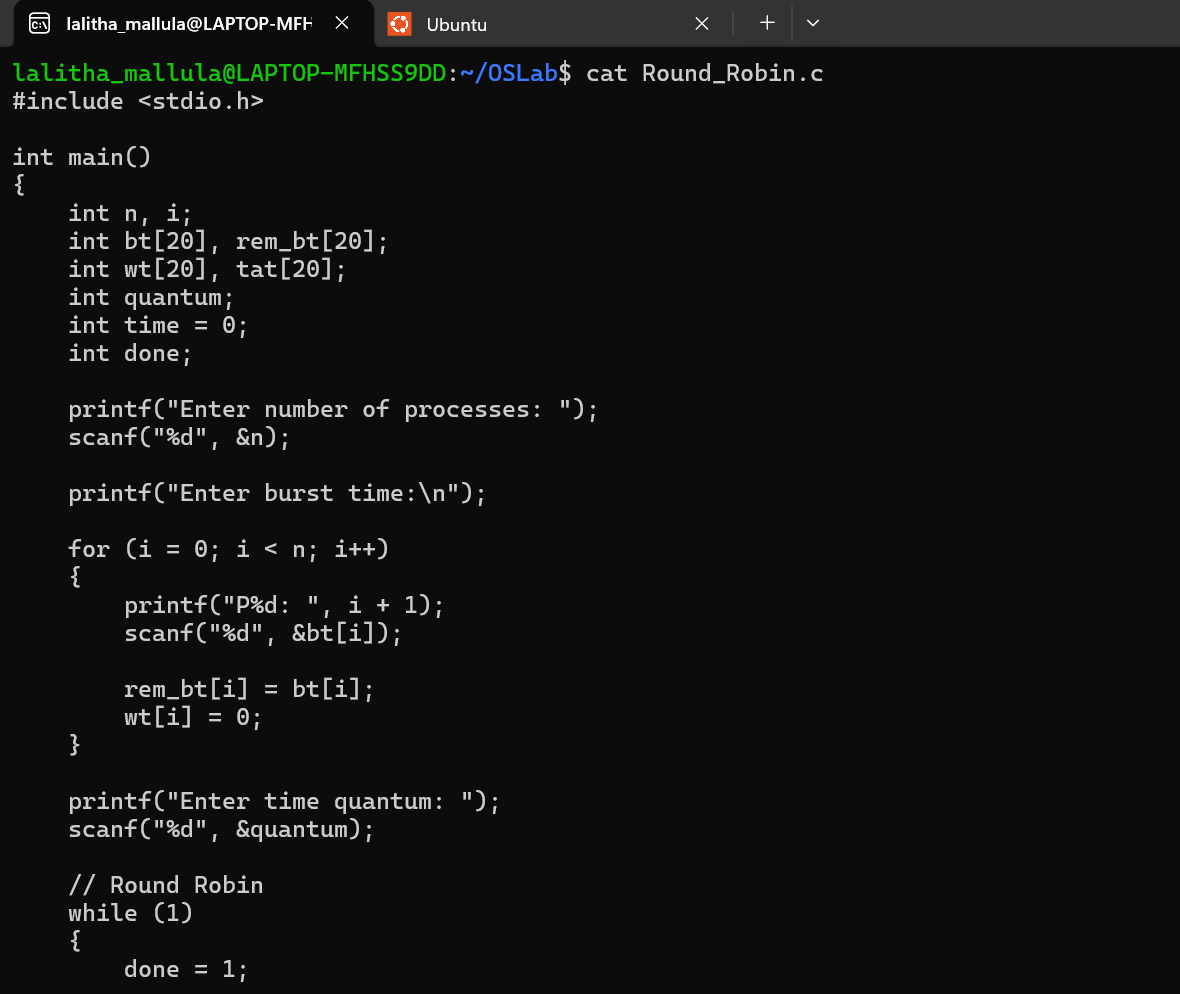 lalitha_mallula@LAPTOP-MFH
Ubuntu
lalitha_mallula@LAPTOP-MFHSS9DD:~/OSLab$ cat Round_Robin.c
#include <stdio.h>

int main()
{
    int n, i;
    int bt[20], rem_bt[20];
    int wt[20], tat[20];
    int quantum;
    int time = 0;
    int done;

    printf("Enter number of processes: ");
    scanf("%d", &n);

    printf("Enter burst time:\n");

    for (i = 0; i < n; i++)
    {
        printf("P%d: ", i + 1);
        scanf("%d", &bt[i]);

        rem_bt[i] = bt[i];
        wt[i] = 0;
    }

    printf("Enter time quantum: ");
    scanf("%d", &quantum);

    // Round Robin
    while (1)
    {
        done = 1;